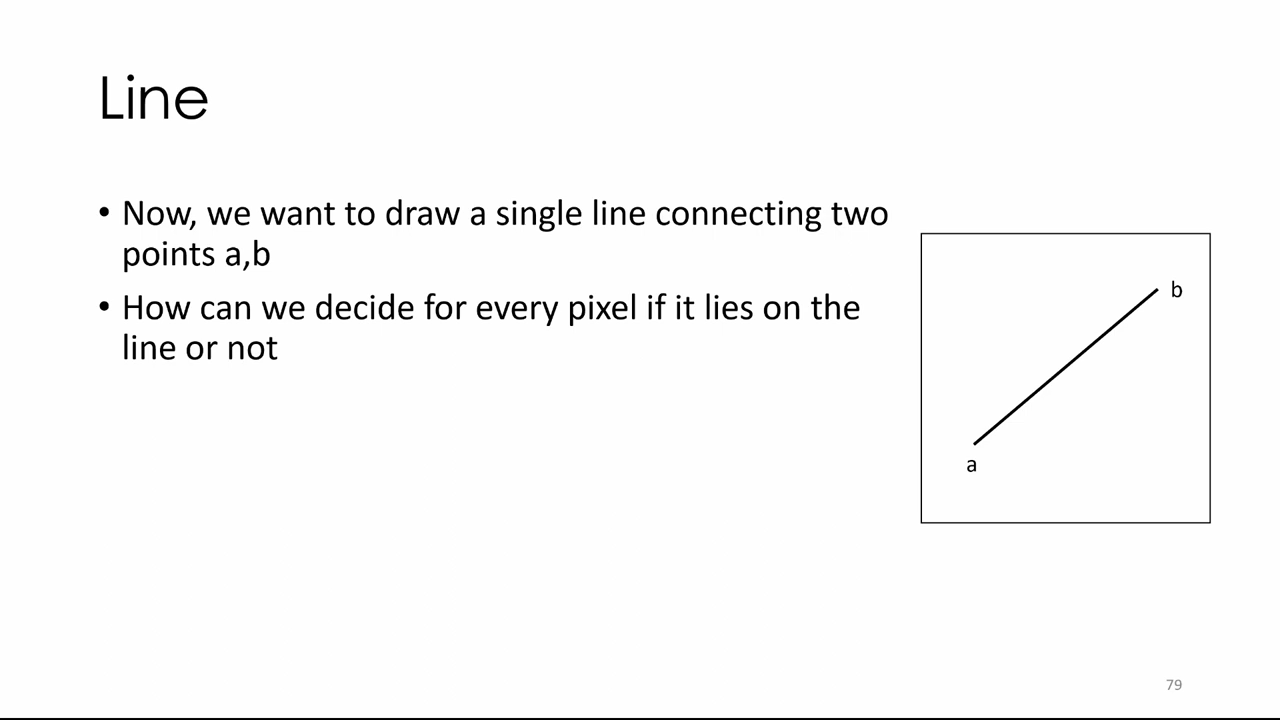 Line
• Now, we want to draw a single line connecting two
points a,b
• How can we decide for every pixel if it lies on the
line or not
b
a
79